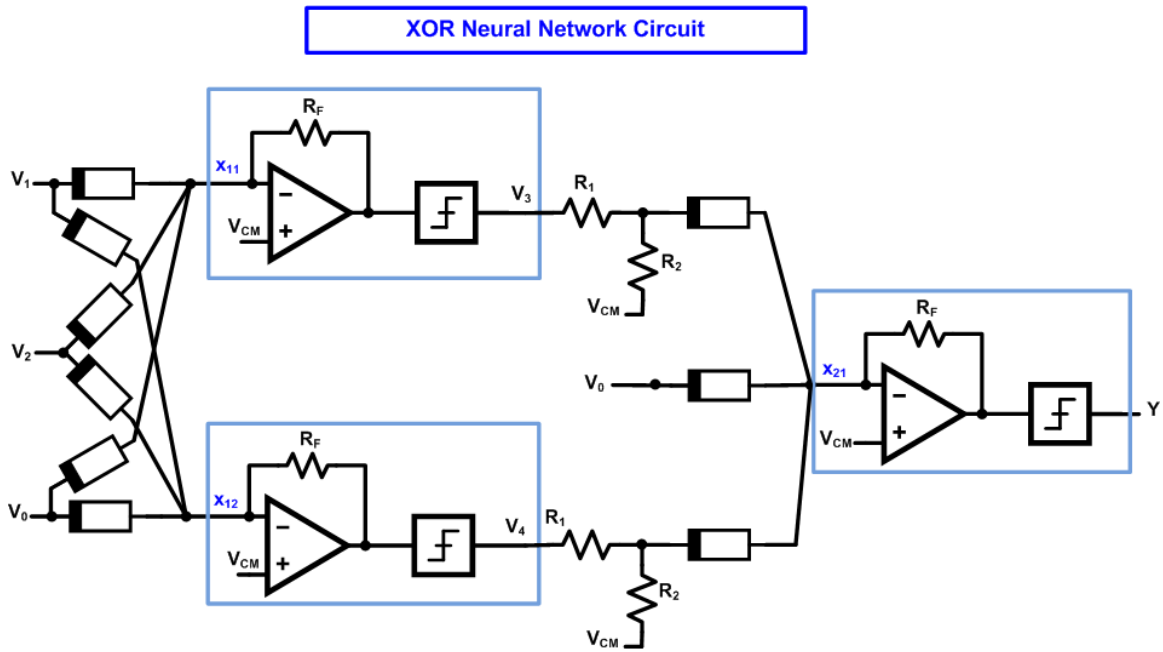 XOR Neural Network Circuit
R_F
x_11
V_1
V_3
R_1
V_CM
R_2
V_CM
V_2
R_F
V_0
x_21
Y
V_CM
R_F
V_0
x_12
V_4
R_1
V_CM
R_2
V_CM